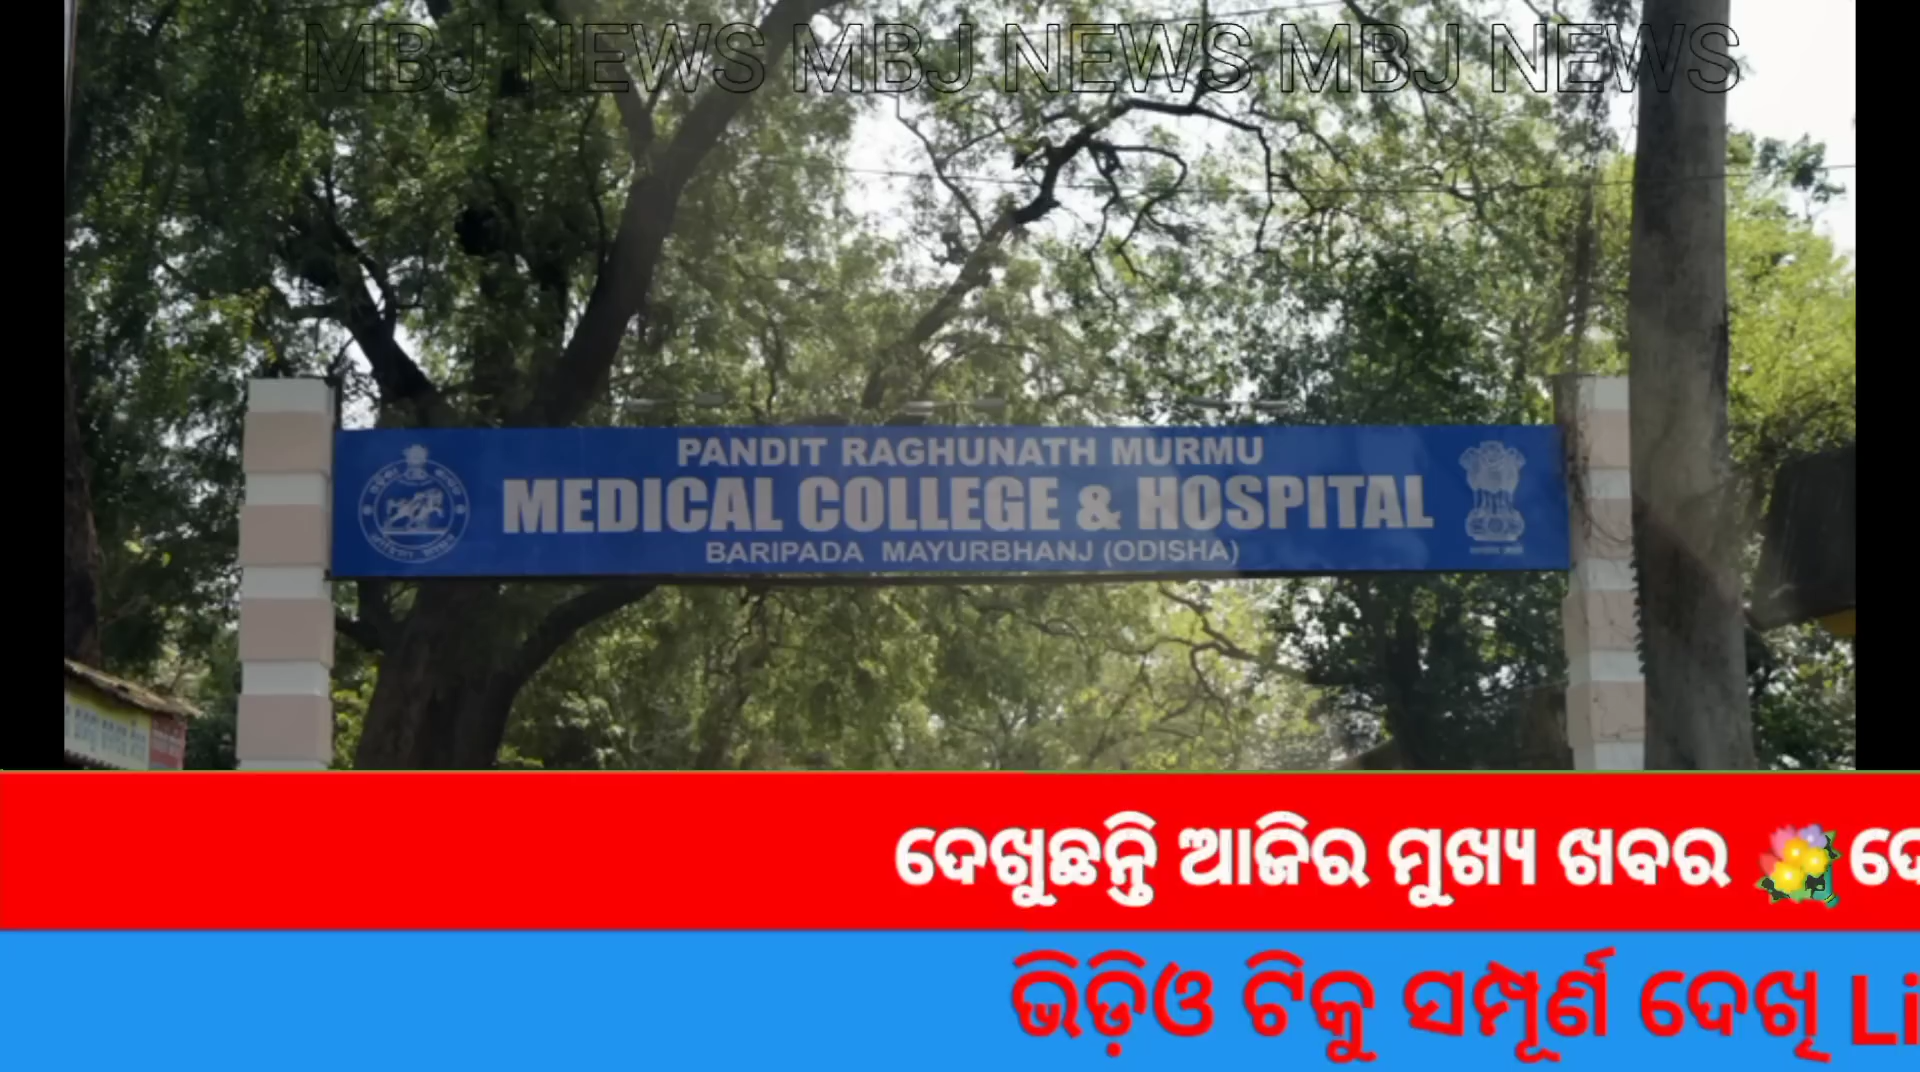 MBJ NEWS MBJ NEWS MBJ NEWS
PANDIT RAGHUNATH MURMU
MEDICAL COLLEGE & HOSPITAL
BARIPADA MAYURBHANJ (ODISHA)
ଦେଖୁଛନ୍ତି ଆଜିର ମୁଖ୍ୟ ଖବର 💐 ଦେ
ଭିଡ଼ିଓ ଟିକୁ ସମ୍ପୂର୍ଣ ଦେଖି Li